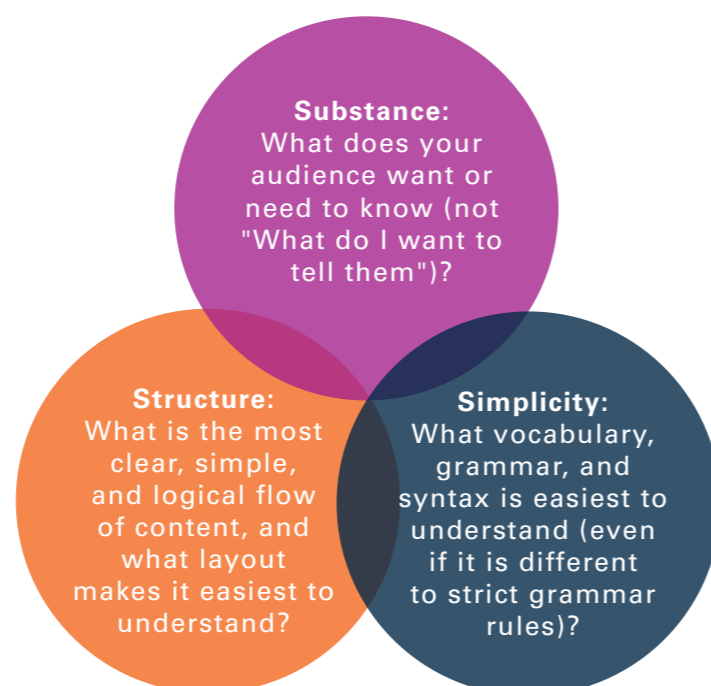 Substance:
What does your
audience want or
need to know (not
"What do I want to
tell them")?
Structure:
What is the most
clear, simple,
and logical flow
of content, and
what layout
makes it easiest to
understand?
Simplicity:
What vocabulary,
grammar, and
syntax is easiest to
understand (even
if it is different
to strict grammar
rules)?